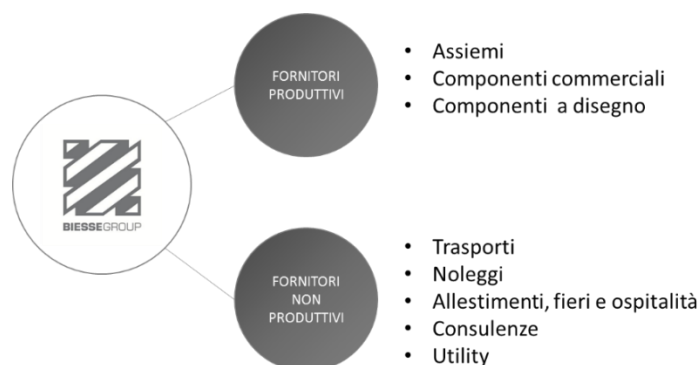 BIESSEGROUP
FORNITORI
PRODUTTIVI
• Assiemi
• Componenti commerciali
• Componenti a disegno
FORNITORI
NON
PRODUTTIVI
• Trasporti
• Noleggi
• Allestimenti, fieri e ospitalità
• Consulenze
• Utility